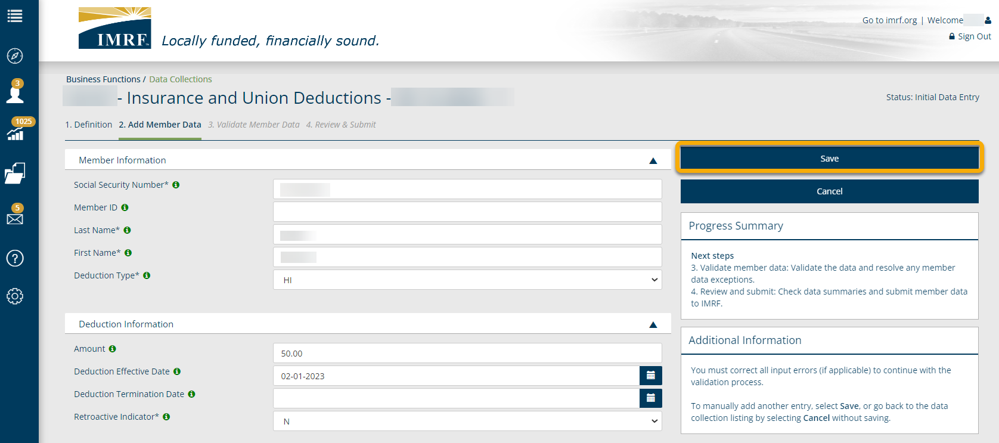 IMRF™
Locally funded, financially sound.
Go to imrf.org | Welcome
Sign Out
3
1025
5
?
Business Functions / Data Collections
- Insurance and Union Deductions -
Status: Initial Data Entry
1. Definition 2. Add Member Data 3. Validate Member Data 4. Review & Submit
Member Information
Social Security Number*
Member ID
Last Name*
First Name*
Deduction Type*
HI
Deduction Information
Amount
50.00
Deduction Effective Date
02-01-2023
Deduction Termination Date
Retroactive Indicator*
N
Save
Cancel
Progress Summary
Next steps
3. Validate member data: Validate the data and resolve any member
data exceptions.
4. Review and submit: Check data summaries and submit member data
to IMRF.
Additional Information
You must correct all input errors (if applicable) to continue with the
validation process.
To manually add another entry, select Save, or go back to the data
collection listing by selecting Cancel without saving.